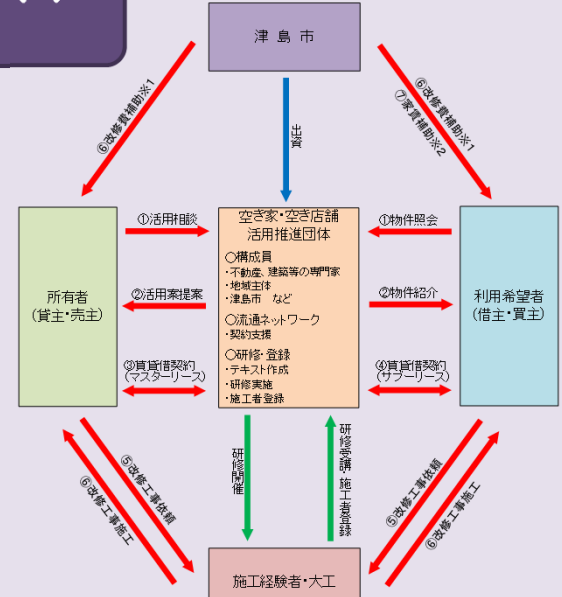 津島市
⑥改修費補助※1
出資
⑥改修費補助※1
⑦家賃補助※2
所有者
(貸主・売主)
①活用相談
②活用案提案
③賃貸借契約
(マスターリース)
空き家・空き店舗
活用推進団体
○構成員
・不動産、建築等の専門家
・地域主体
・津島市 など
○流通ネットワーク
・契約支援
○研修・登録
・テキスト作成
・研修実施
・施工者登録
①物件照会
②物件紹介
④賃貸借契約
(サブーリース)
利用希望者
(借主・買主)
⑤改修工事依頼
⑥改修工事施工
研修開催
研修受講、施工者登録
⑤改修工事依頼
⑥改修工事施工
施工経験者・大工